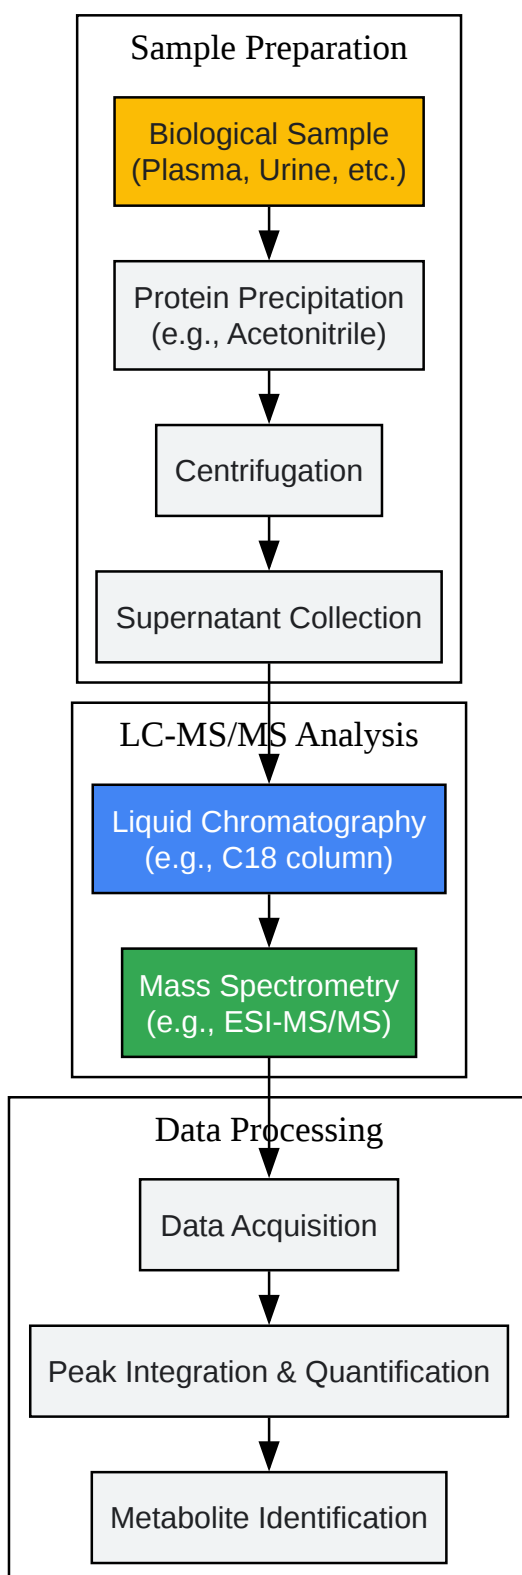 Sample Preparation
Biological Sample
(Plasma, Urine, etc.)
Protein Precipitation
(e.g., Acetonitrile)
Centrifugation
Supernatant Collection
LC-MS/MS Analysis
Liquid Chromatography
(e.g., C18 column)
Mass Spectrometry
(e.g., ESI-MS/MS)
Data Processing
Data Acquisition
Peak Integration & Quantification
Metabolite Identification